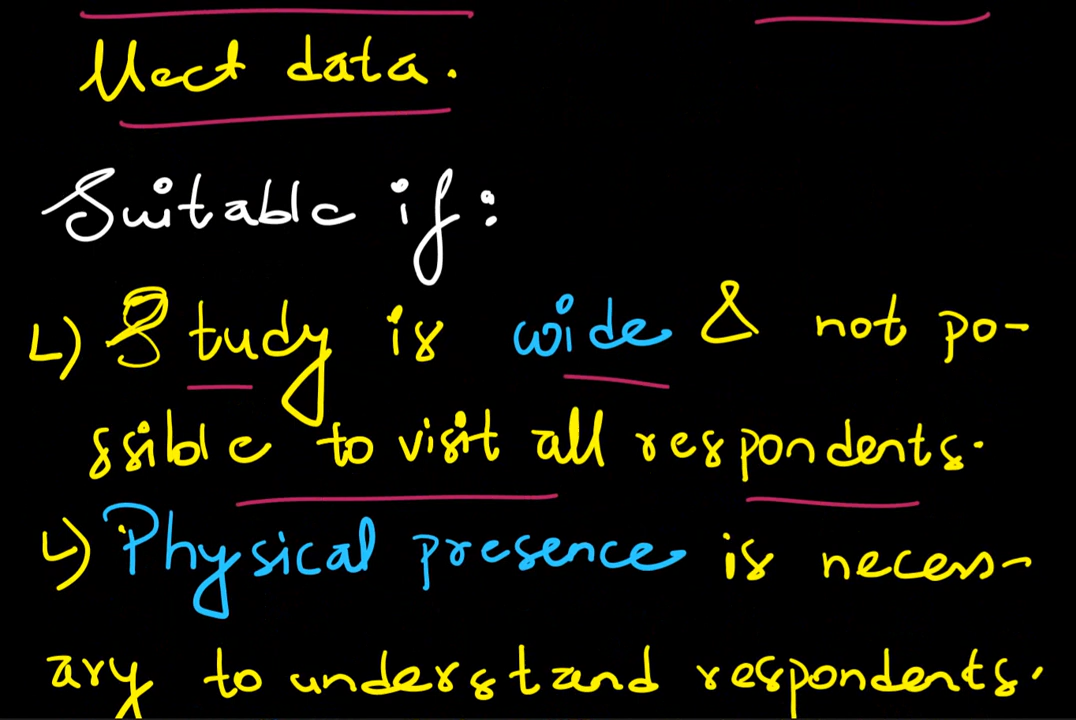 llect data.
Suitable if:
↳) Study is wide & not po-
ssible to visit all respondents.
↳) Physical presence is necess-
ary to understand respondents.